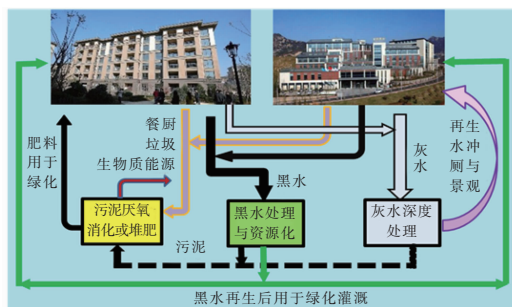 肥料
用于
绿化
餐厨
垃圾
生物质能源
黑水
灰
水
再生
水冲
厕与
景观
污泥厌氧
消化或堆肥
黑水处理
与资源化
灰水深度
处理
污泥
黑水再生后用于绿化灌溉